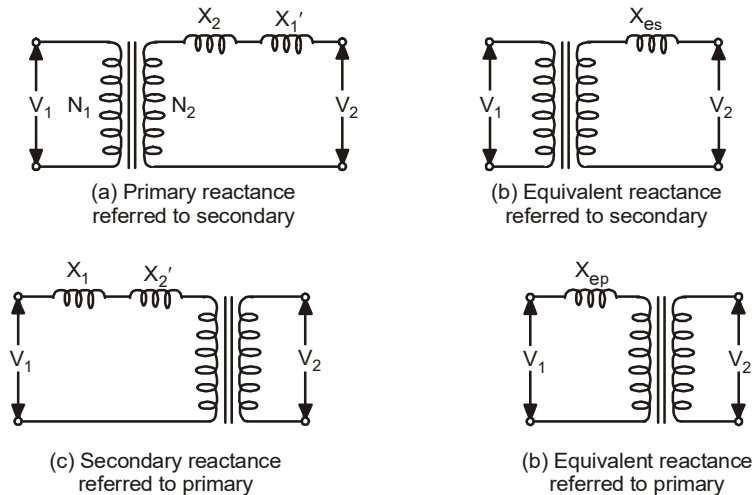 X₂ X₁′
V₁ N₁ N₂ V₂
(a) Primary reactance
referred to secondary
Xes
V₁ V₂
(b) Equivalent reactance
referred to secondary
X₁ X₂′
V₁ V₂
(c) Secondary reactance
referred to primary
Xep
V₁ V₂
(b) Equivalent reactance
referred to primary